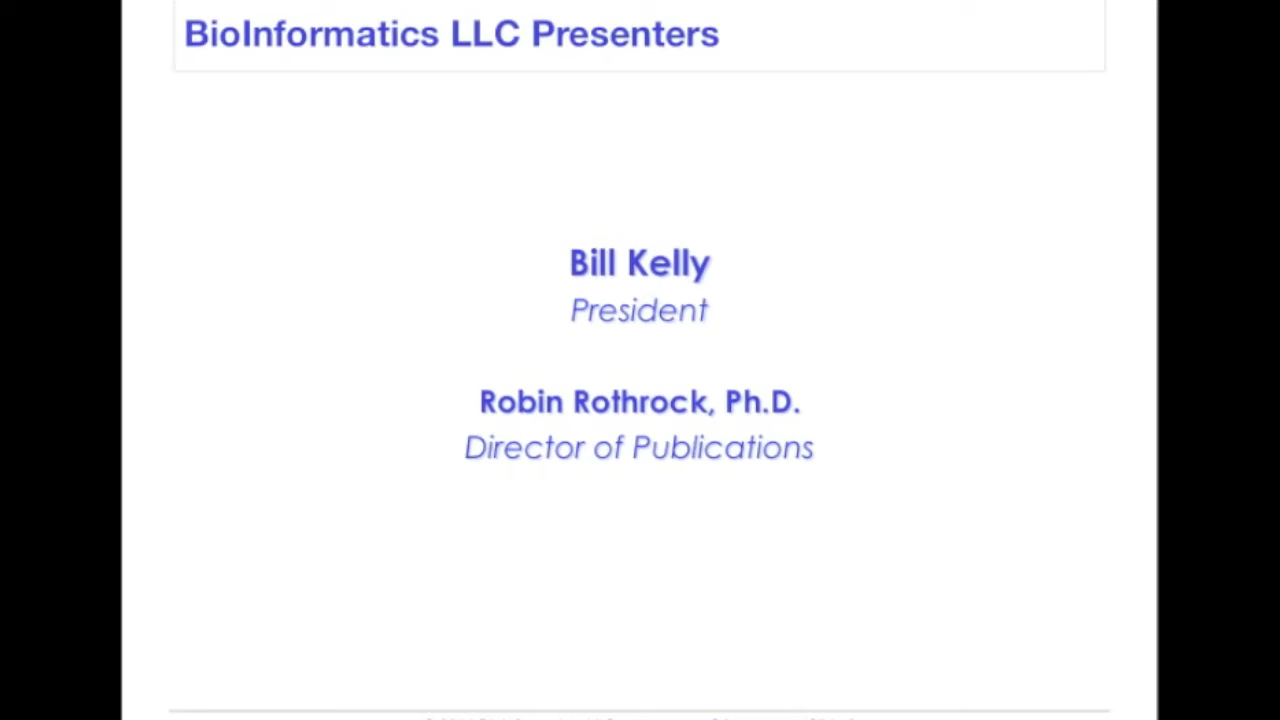 BioInformatics LLC Presenters
Bill Kelly
President
Robin Rothrock, Ph.D.
Director of Publications